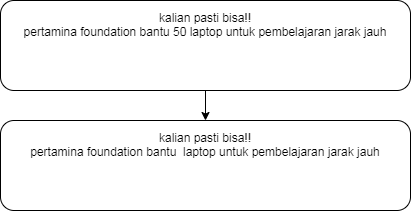 kalian pasti bisa!!
pertamina foundation bantu 50 laptop untuk pembelajaran jarak jauh
kalian pasti bisa!!
pertamina foundation bantu  laptop untuk pembelajaran jarak jauh